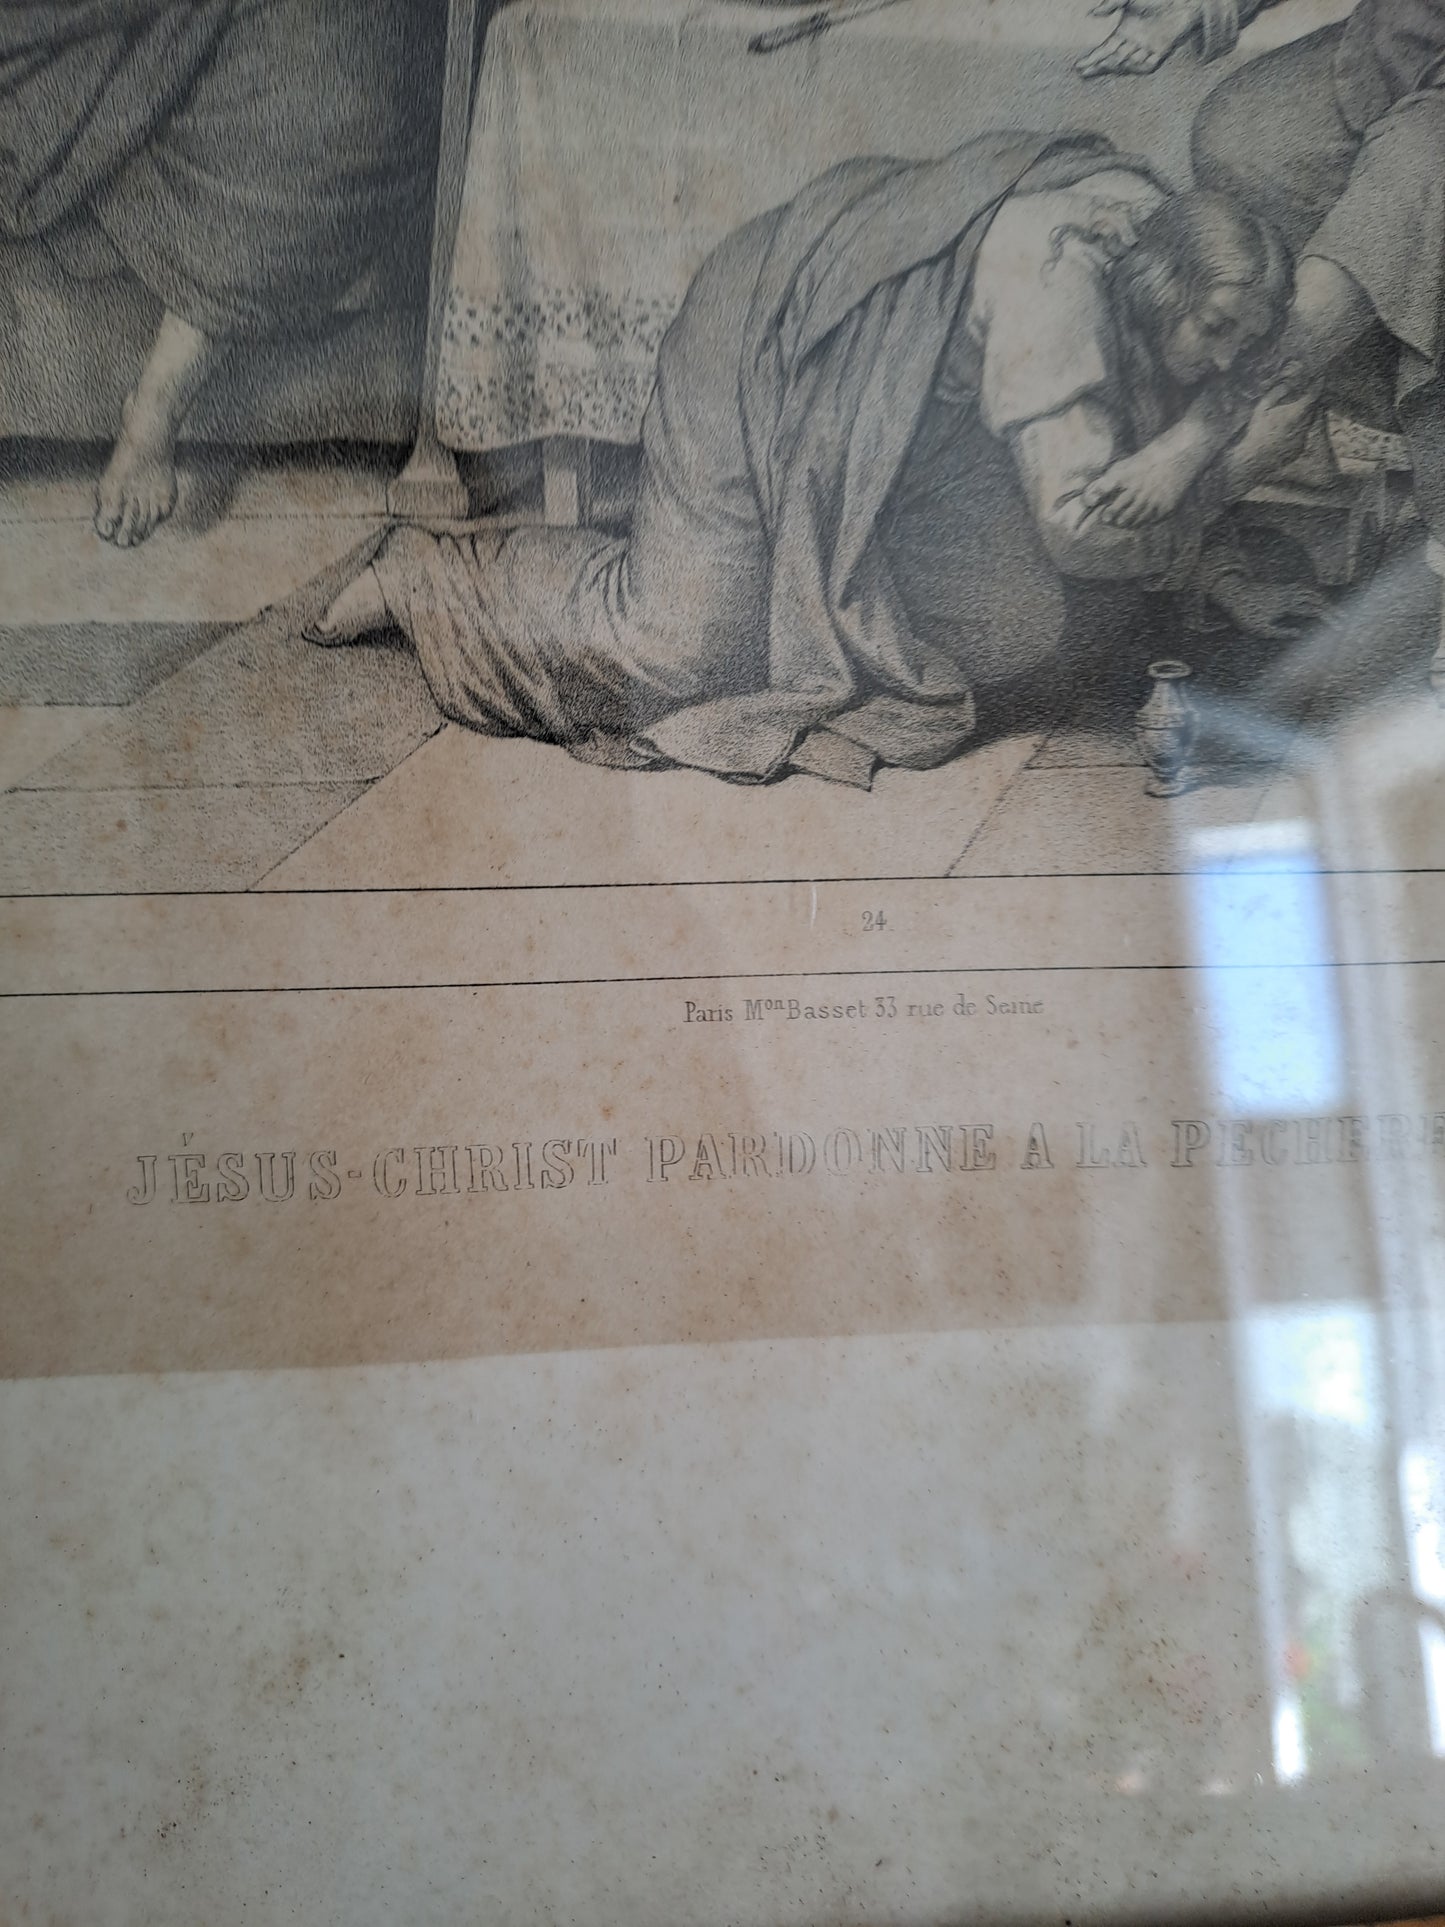 24
Paris Mon Basset 33 rue de Seine
JÉSUS-CHRIST PARDONNE A LA